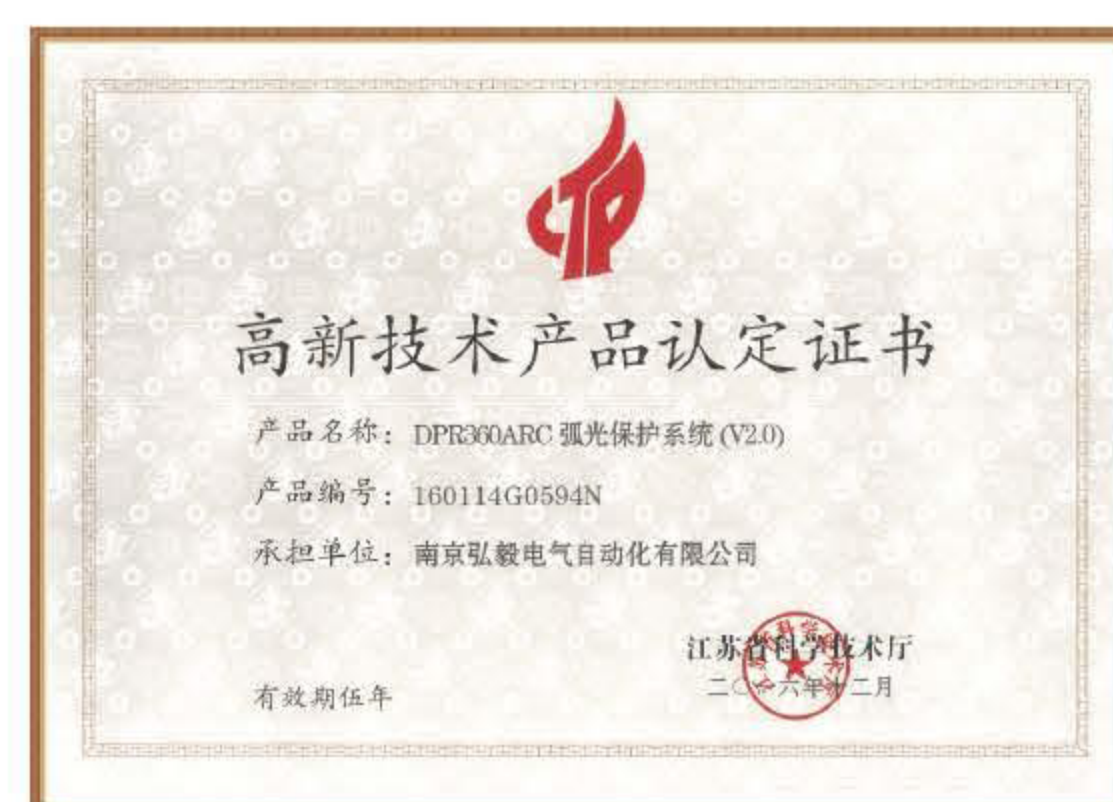 高新技术产品认定证书
产品名称：DPR360ARC 弧光保护系统 (V2.0)
产品编号：160114G0594N
承担单位：南京弘毅电气自动化有限公司
江苏省科学技术厅
二〇一六年十二月
有效期伍年